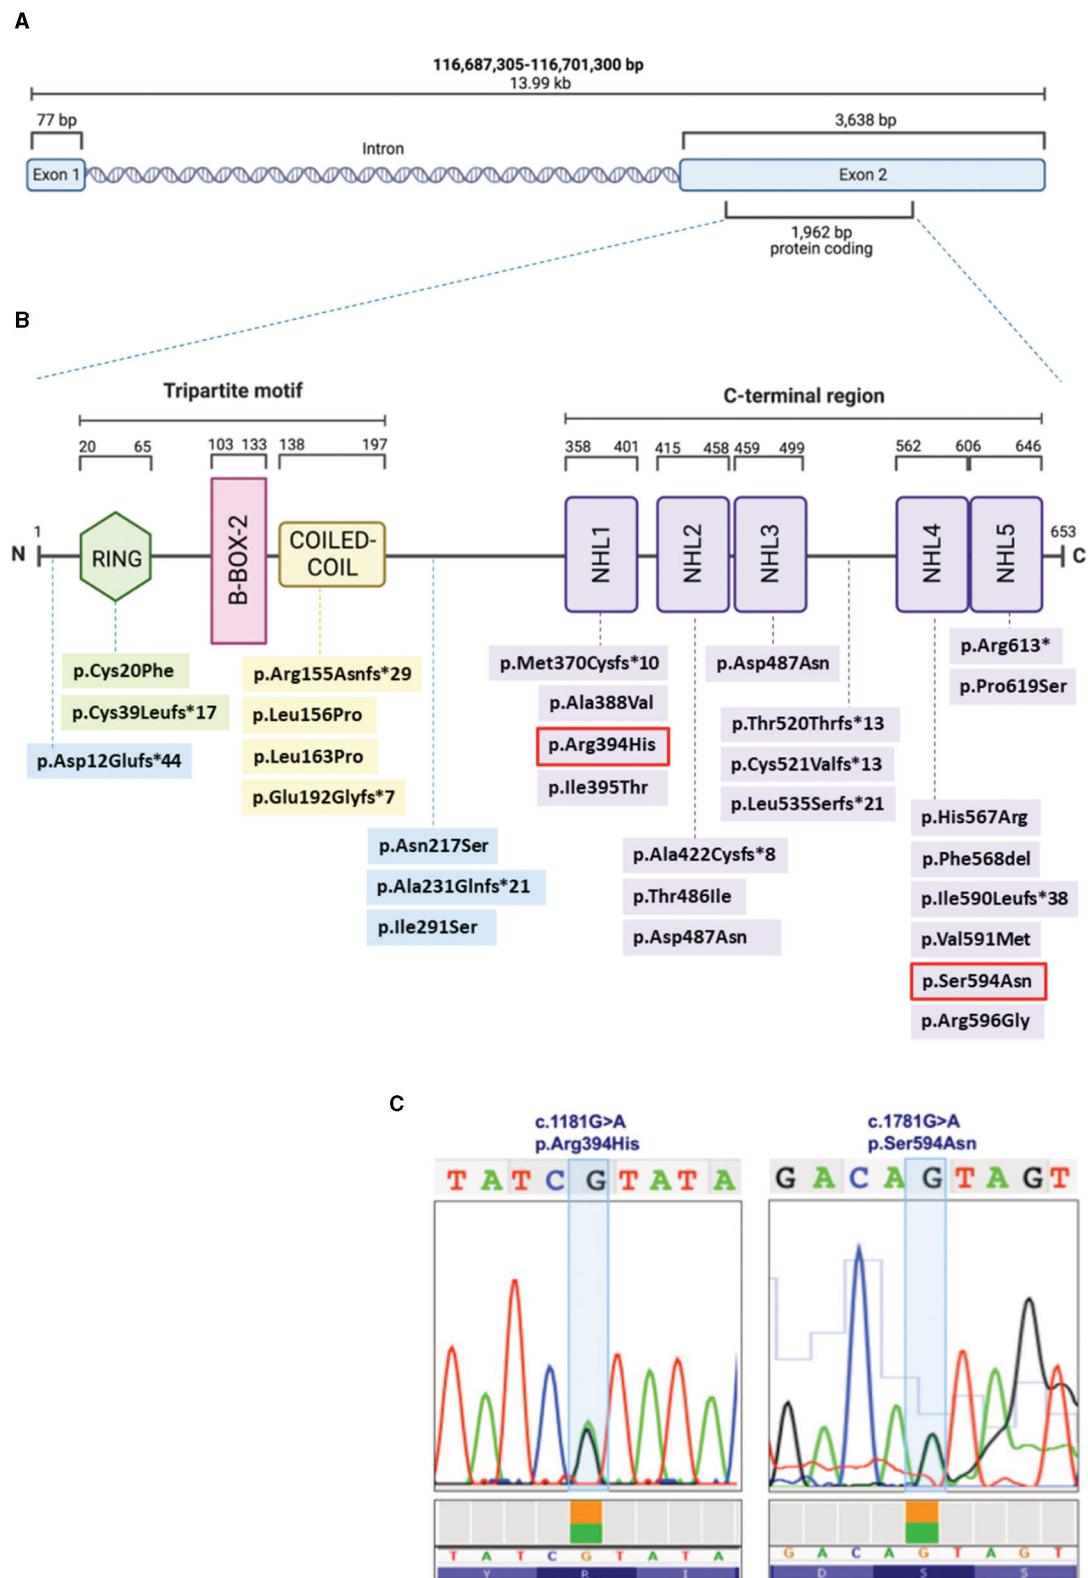 A
116,687,305-116,701,300 bp
13.99 kb
77 bp
3,638 bp
Intron
Exon 1
Exon 2
1,962 bp
protein coding
B
Tripartite motif
C-terminal region
20 65 103 133 138 197 358 401 415 458 459 499 562 606 646
N 1
RING
B-BOX-2
COILED-
COIL
NHL1
NHL2
NHL3
NHL4
NHL5
653 C
p.Cys20Phe
p.Cys39Leufs*17
p.Asp12Glufs*44
p.Arg155Asnfs*29
p.Leu156Pro
p.Leu163Pro
p.Glu192Glyfs*7
p.Asn217Ser
p.Ala231Glnfs*21
p.Ile291Ser
p.Met370Cysfs*10
p.Ala388Val
p.Arg394His
p.Ile395Thr
p.Ala422Cysfs*8
p.Thr486Ile
p.Asp487Asn
p.Asp487Asn
p.Thr520Thrfs*13
p.Cys521Valfs*13
p.Leu535Serfs*21
p.His567Arg
p.Phe568del
p.Ile590Leufs*38
p.Val591Met
p.Ser594Asn
p.Arg596Gly
p.Arg613*
p.Pro619Ser
C
c.1181G>A
p.Arg394His
T A T C G T A T A
T A T C G T A T A
Y R I
c.1781G>A
p.Ser594Asn
G A C A G T A G T
G A C A G T A G T
D S S